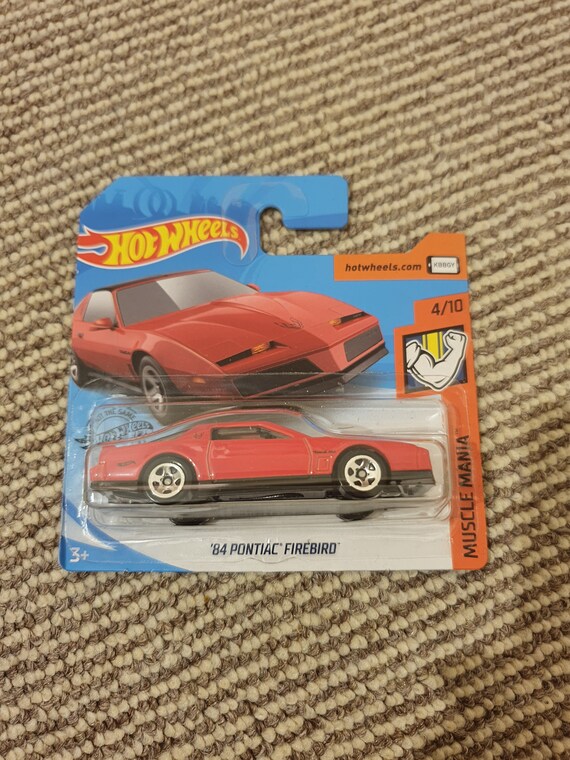 HOT WHEELS
hotwheels.com
4/10
MUSCLE MANIA
'84 PONTIAC FIREBIRD
3+